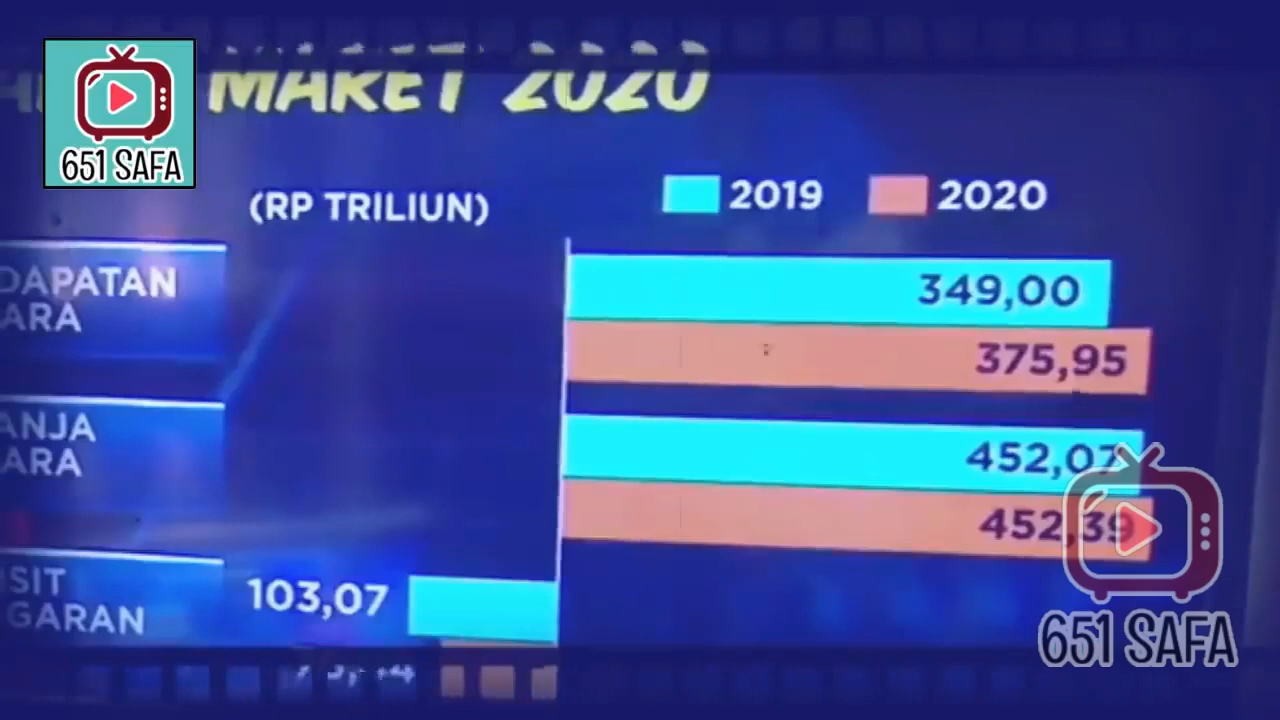 651 SAFA
MARET 2020
(RP TRILIUN)
2019
2020
DAPATAN
ARA
349,00
375,95
ANJA
ARA
452,07
452,39
SIT
GARAN
103,07
651 SAFA